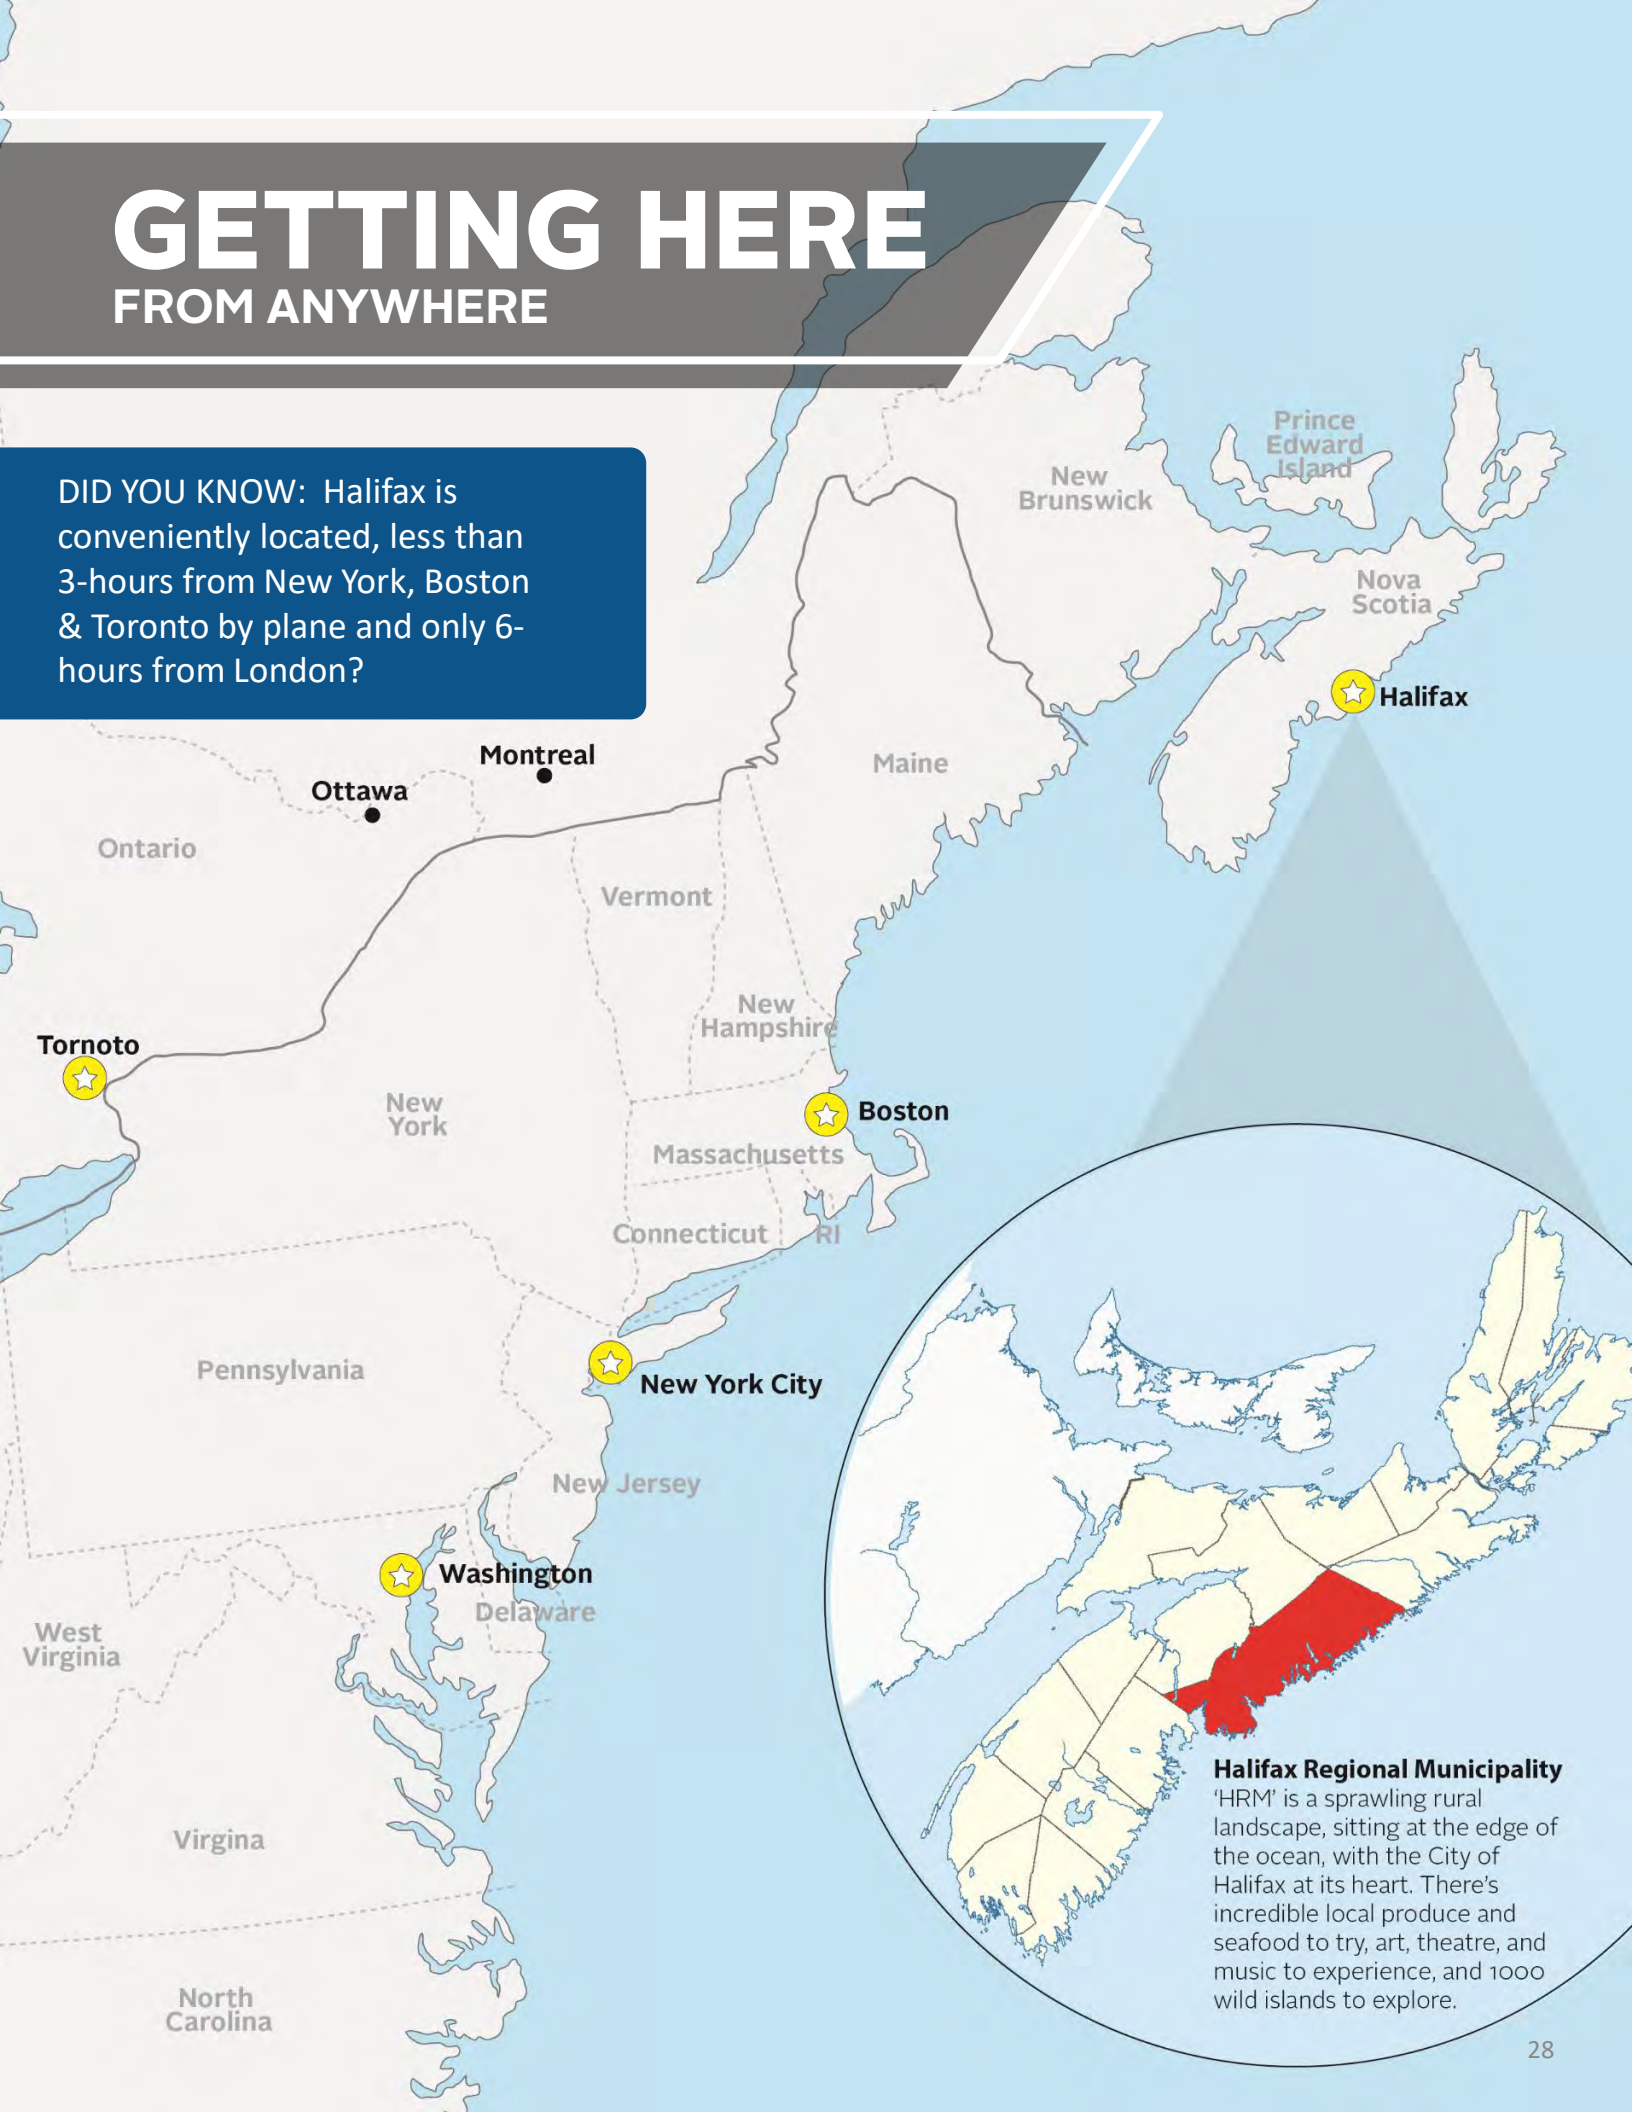 GETTING HERE
FROM ANYWHERE
Prince
Edward
Island
New
Brunswick
DID YOU KNOW:  Halifax is
conveniently located, less than
3-hours from New York, Boston
& Toronto by plane and only 6-
hours from London?
Nova
Scotia
Halifax
Montreal
Maine
Ottawa
Ontario
Vermont
New
Hampshire
Tornoto
New
York
Boston
Massachusetts
Connecticut
RI
Pennsylvania
New York City
New Jersey
Washington
Delaware
West
Virginia
Virgina
North
Carolina
Halifax Regional Municipality
‘HRM’ is a sprawling rural
landscape, sitting at the edge of
the ocean, with the City of
Halifax at its heart. There’s
incredible local produce and
seafood to try, art, theatre, and
music to experience, and 1000
wild islands to explore.
28